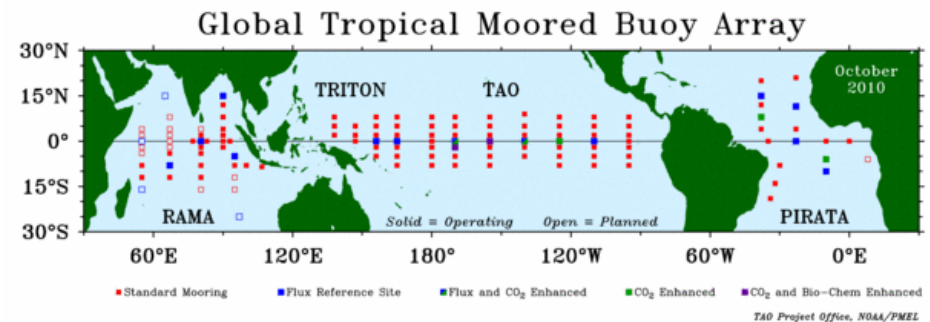 Global Tropical Moored Buoy Array
30°N
15°N
0°
15°S
30°S
TRITON
TAO
October
2010
RAMA
Solid = Operating Open = Planned
PIRATA
60°E 120°E 180° 120°W 60°W 0°E
Standard Mooring Flux Reference Site Flux and CO₂ Enhanced CO₂ Enhanced CO₂ and Bio-Chem Enhanced
TAO Project Office, NOAA/PMEL